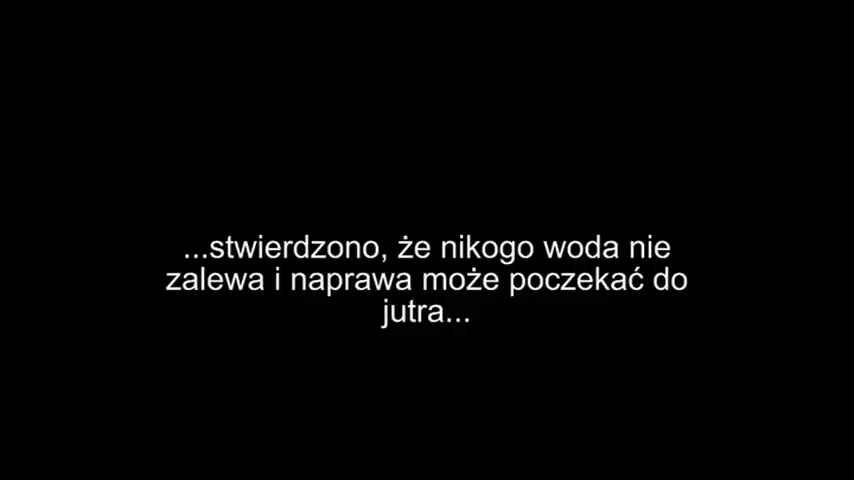 ...stwierdzono, że nikogo woda nie
zalewa i naprawa może poczekać do
jutra...